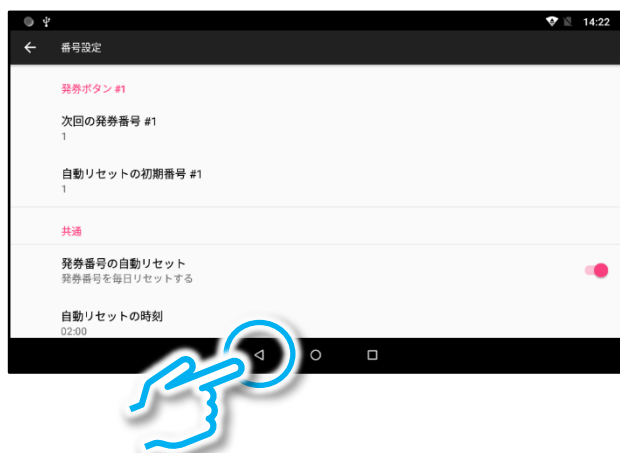 14:22
番号設定
発券ボタン #1
次回の発券番号 #1
1
自動リセットの初期番号 #1
1
共通
発券番号の自動リセット
発券番号を毎日リセットする
自動リセットの時刻
02:00